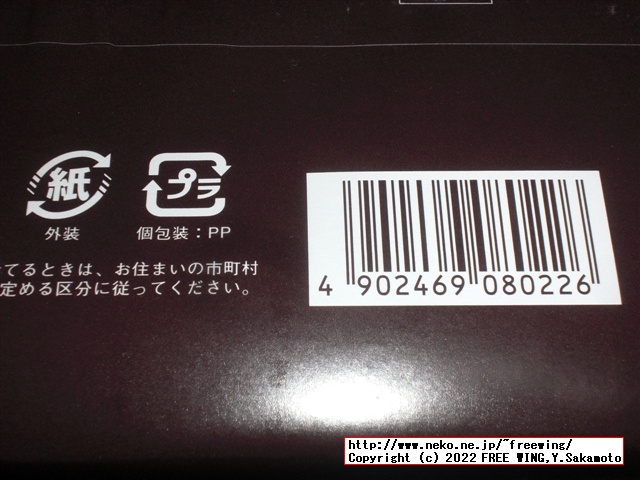 紙
プラ
外装
個包装：PP
てるときは、お住まいの市町村
定める区分に従ってください。
4 902469 080226
http://www.neko.ne.jp/~freewing/
Copyright (c) 2022 FREE WING,Y.Sakamoto